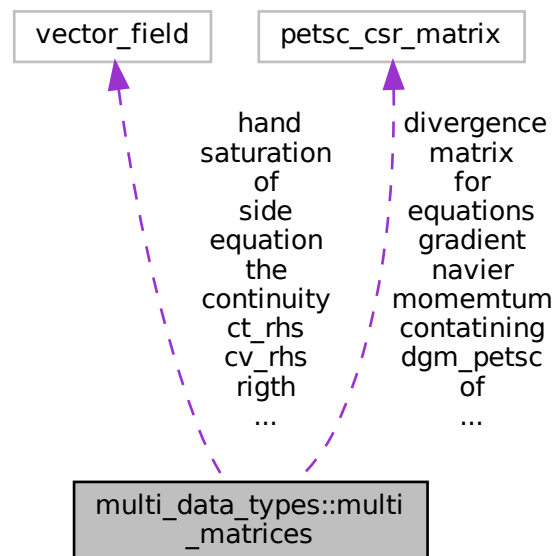 vector_field
petsc_csr_matrix
hand
saturation
of
side
equation
the
continuity
ct_rhs
cv_rhs
rigth
...
divergence
matrix
for
equations
gradient
navier
momemtum
contatining
dgm_petsc
of
...
multi_data_types::multi
_matrices